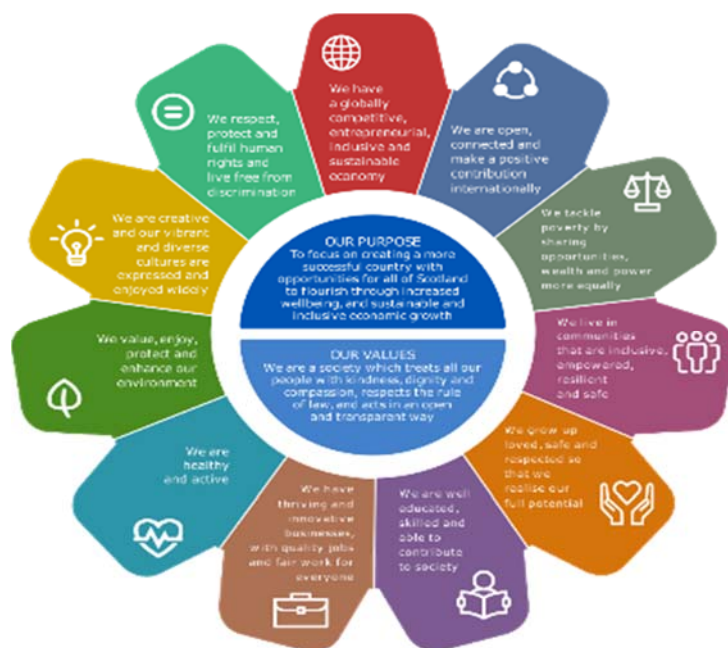 We have
a globally
competitive,
entrepreneurial,
inclusive and
sustainable
economy
We are open,
connected and
make a positive
contribution
internationally
We tackle
poverty by
sharing
opportunities,
wealth and power
more equally
We live in
communities
that are inclusive,
empowered,
resilient
and safe
We grow up
loved, safe and
respected so
that we
realise our
full potential
We are well
educated,
skilled and
able to
contribute
to society
We have
thriving and
innovative
businesses,
with quality jobs
and fair work for
everyone
We are
healthy
and active
We value, enjoy,
protect and
enhance our
environment
We are creative
and our vibrant
and diverse
cultures are
expressed and
enjoyed widely
We respect,
protect and
fulfil human
rights and
live free from
discrimination
OUR PURPOSE
To focus on creating a more
successful country with
opportunities for all of Scotland
to flourish through increased
wellbeing, and sustainable and
inclusive economic growth
OUR VALUES
We are a society which treats all our
people with kindness, dignity and
compassion, respects the rule
of law, and acts in an open
and transparent way